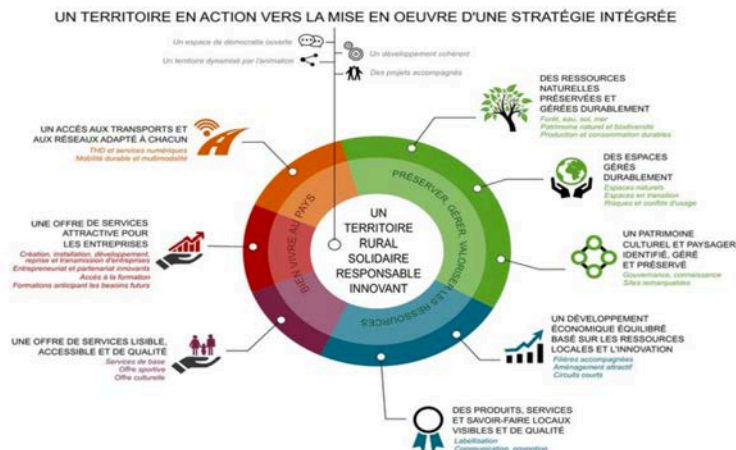 UN TERRITOIRE EN ACTION VERS LA MISE EN OEUVRE D'UNE STRATÉGIE INTÉGRÉE
Un espace de démocratie ouverte
Un développement cohérent
Un territoire dynamisé par l'animation
Des projets accompagnés
UN ACCÈS AUX TRANSPORTS ET
AUX RÉSEAUX ADAPTÉ À CHACUN
THD et services numériques
Mobilité durable et multimodalité
UNE OFFRE DE SERVICES
ATTRACTIVE POUR
LES ENTREPRISES
Création, installation, développement,
reprise et transmission d'entreprises
Entrepreneuriat et partenariat innovants
Accès à la formation
Formations anticipant les besoins futurs
UNE OFFRE DE SERVICES LISIBLE,
ACCESSIBLE ET DE QUALITÉ
Services de base
Offre sportive
Offre culturelle
BIEN VIVRE AU PAYS
PRÉSERVER, GÉRER, VALORISER LES RESSOURCES
UN
TERRITOIRE
RURAL
SOLIDAIRE
RESPONSABLE
INNOVANT
DES RESSOURCES
NATURELLES
PRÉSERVÉES ET
GÉRÉES DURABLEMENT
Forêt, eau, sol, mer
Patrimoine naturel et biodiversité
Production et consommation durables
DES ESPACES
GÉRÉS
DURABLEMENT
Espaces naturels
Espaces en transition
Risques et conflits d'usage
UN PATRIMOINE
CULTUREL ET PAYSAGER
IDENTIFIÉ, GÉRÉ
ET PRÉSERVÉ
Gouvernance, connaissance
Sites remarquables
UN DÉVELOPPEMENT
ÉCONOMIQUE ÉQUILIBRÉ
BASÉ SUR LES RESSOURCES
LOCALES ET L'INNOVATION
Filières accompagnées
Aménagement attractif
Circuits courts
DES PRODUITS, SERVICES
ET SAVOIR-FAIRE LOCAUX
VISIBLES ET DE QUALITÉ
Labellisation
Communication, promotion